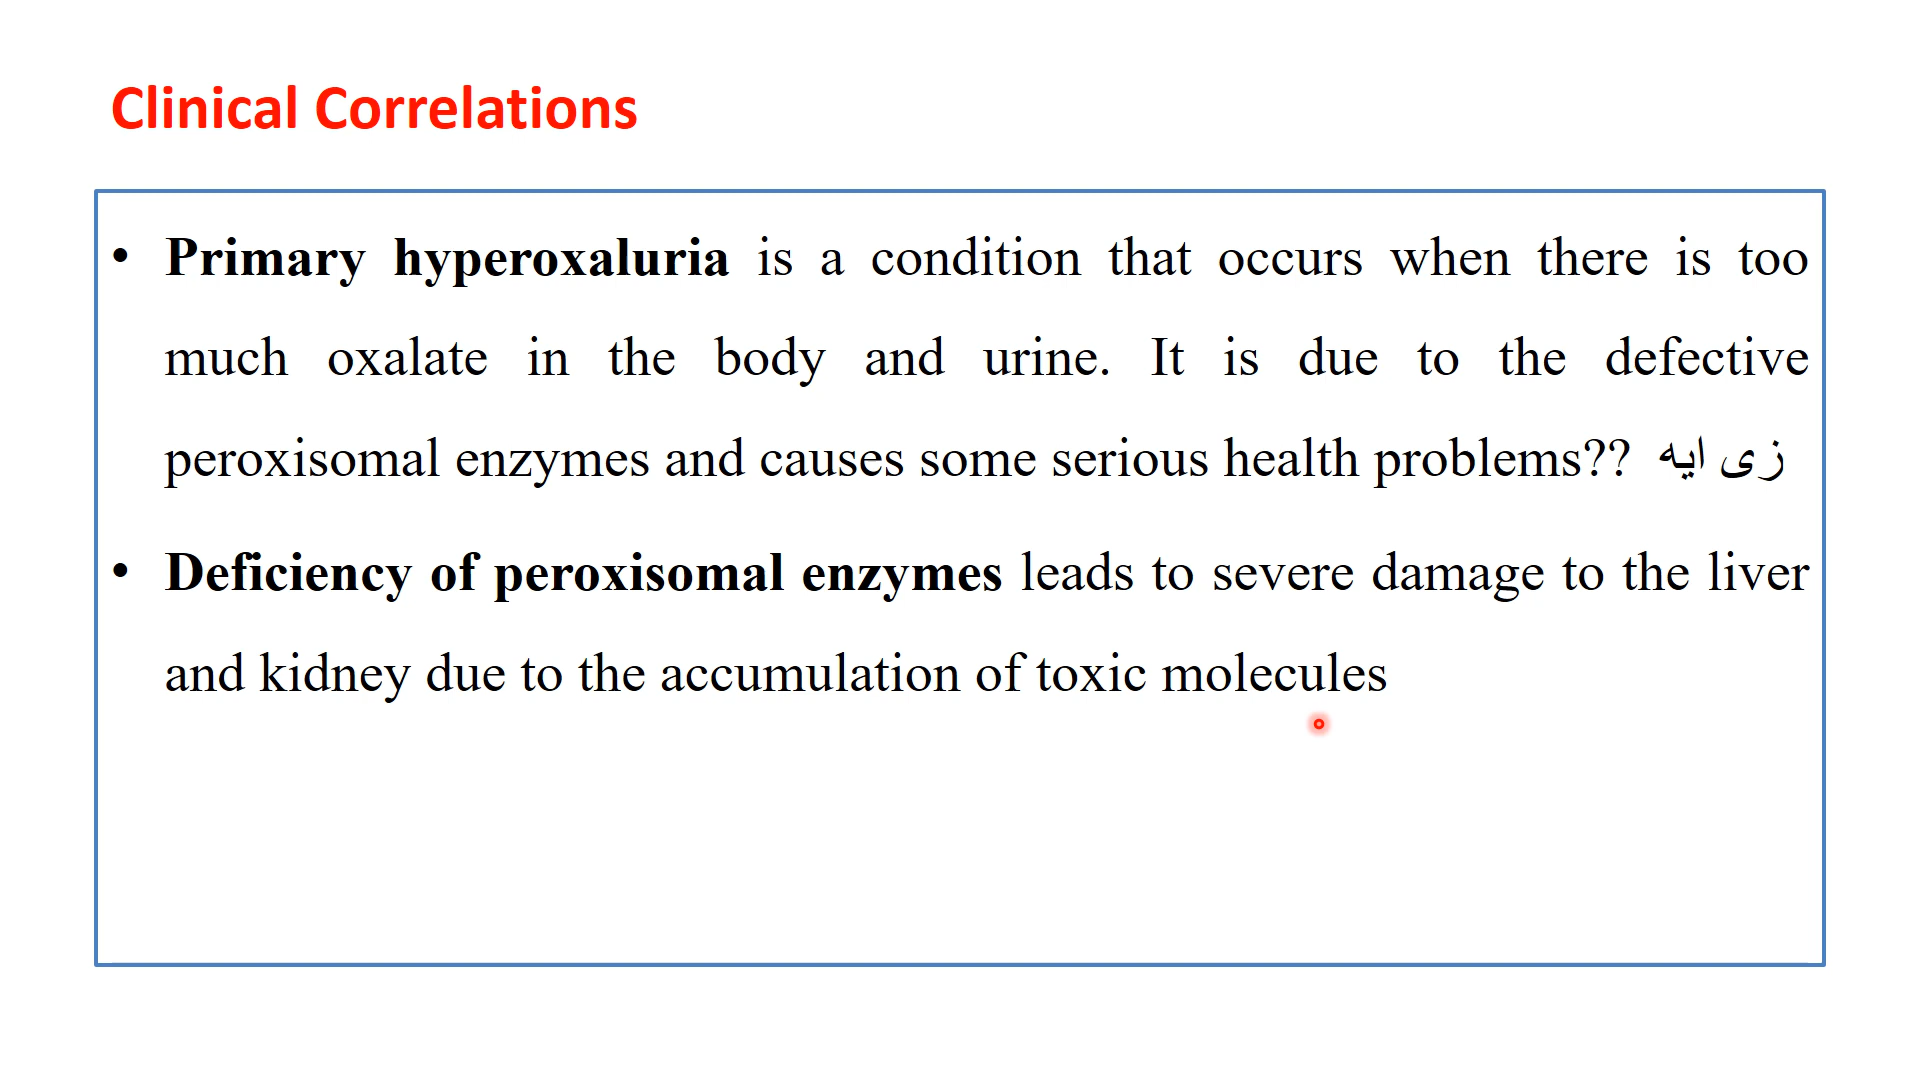 Clinical Correlations
• Primary hyperoxaluria is a condition that occurs when there is too
much oxalate in the body and urine. It is due to the defective
peroxisomal enzymes and causes some serious health problems?? زى ايه
• Deficiency of peroxisomal enzymes leads to severe damage to the liver
and kidney due to the accumulation of toxic molecules